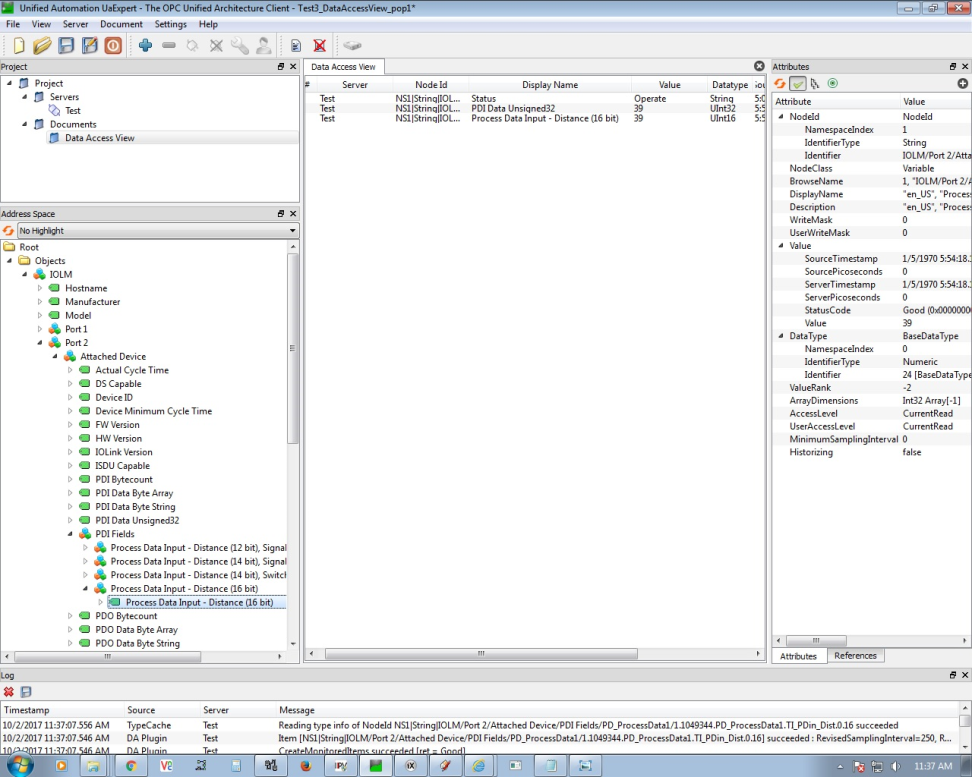 Unified Automation UaExpert - The OPC Unified Architecture Client - Test3_DataAccessView_pop1*
File View Server Document Settings Help
Project
Project
Servers
Test
Documents
Data Access View
Address Space
No Highlight
Root
Objects
IOLM
Hostname
Manufacturer
Model
Port 1
Port 2
Attached Device
Actual Cycle Time
DS Capable
Device ID
Device Minimum Cycle Time
FW Version
HW Version
IOLink Version
ISDU Capable
PDI Bytecount
PDI Data Byte Array
PDI Data Byte String
PDI Data Unsigned32
PDI Fields
Process Data Input - Distance (12 bit), Signal
Process Data Input - Distance (14 bit), Signal
Process Data Input - Distance (14 bit), Switch
Process Data Input - Distance (16 bit)
Process Data Input - Distance (16 bit)
PDO Bytecount
PDO Data Byte Array
PDO Data Byte String
Data Access View
# Server Node Id Display Name Value Datatype
Test NS1|String|IOL... Status Operate String 5:0
Test NS1|String|IOL... PDI Data Unsigned32 39 UInt32 5:5
Test NS1|String|IOL... Process Data Input - Distance (16 bit) 39 UInt16 5:5
Attributes
Attribute Value
NodeId NodeId
NamespaceIndex 1
IdentifierType String
Identifier IOLM/Port 2/Atta
NodeClass Variable
BrowseName 1, "IOLM/Port 2/A
DisplayName "en_US", "Process
Description "en_US", "Process
WriteMask 0
UserWriteMask 0
Value
SourceTimestamp 1/5/1970 5:54:18.
SourcePicoseconds 0
ServerTimestamp 1/5/1970 5:54:18.
ServerPicoseconds 0
StatusCode Good (0x00000000
Value 39
DataType BaseDataType
NamespaceIndex 0
IdentifierType Numeric
Identifier 24 [BaseDataType
ValueRank -2
ArrayDimensions Int32 Array[-1]
AccessLevel CurrentRead
UserAccessLevel CurrentRead
MinimumSamplingInterval 0
Historizing false
Attributes References
Log
Timestamp Source Server Message
10/2/2017 11:37:07.556 AM TypeCache Test Reading type info of NodeId NS1|String|IOLM/Port 2/Attached Device/PDI Fields/PD_ProcessData1/1.1049344.PD_ProcessData1.TI_PDin_Dist.0.16 succeeded
10/2/2017 11:37:07.546 AM DA Plugin Test Item [NS1|String|IOLM/Port 2/Attached Device/PDI Fields/PD_ProcessData1/1.1049344.PD_ProcessData1.TI_PDin_Dist.0.16] succeeded : RevisedSamplingInterval=250, R...
10/2/2017 11:37:07.546 AM DA Plugin Test CreateMonitoredItems succeeded [ret = Good]
11:37 AM